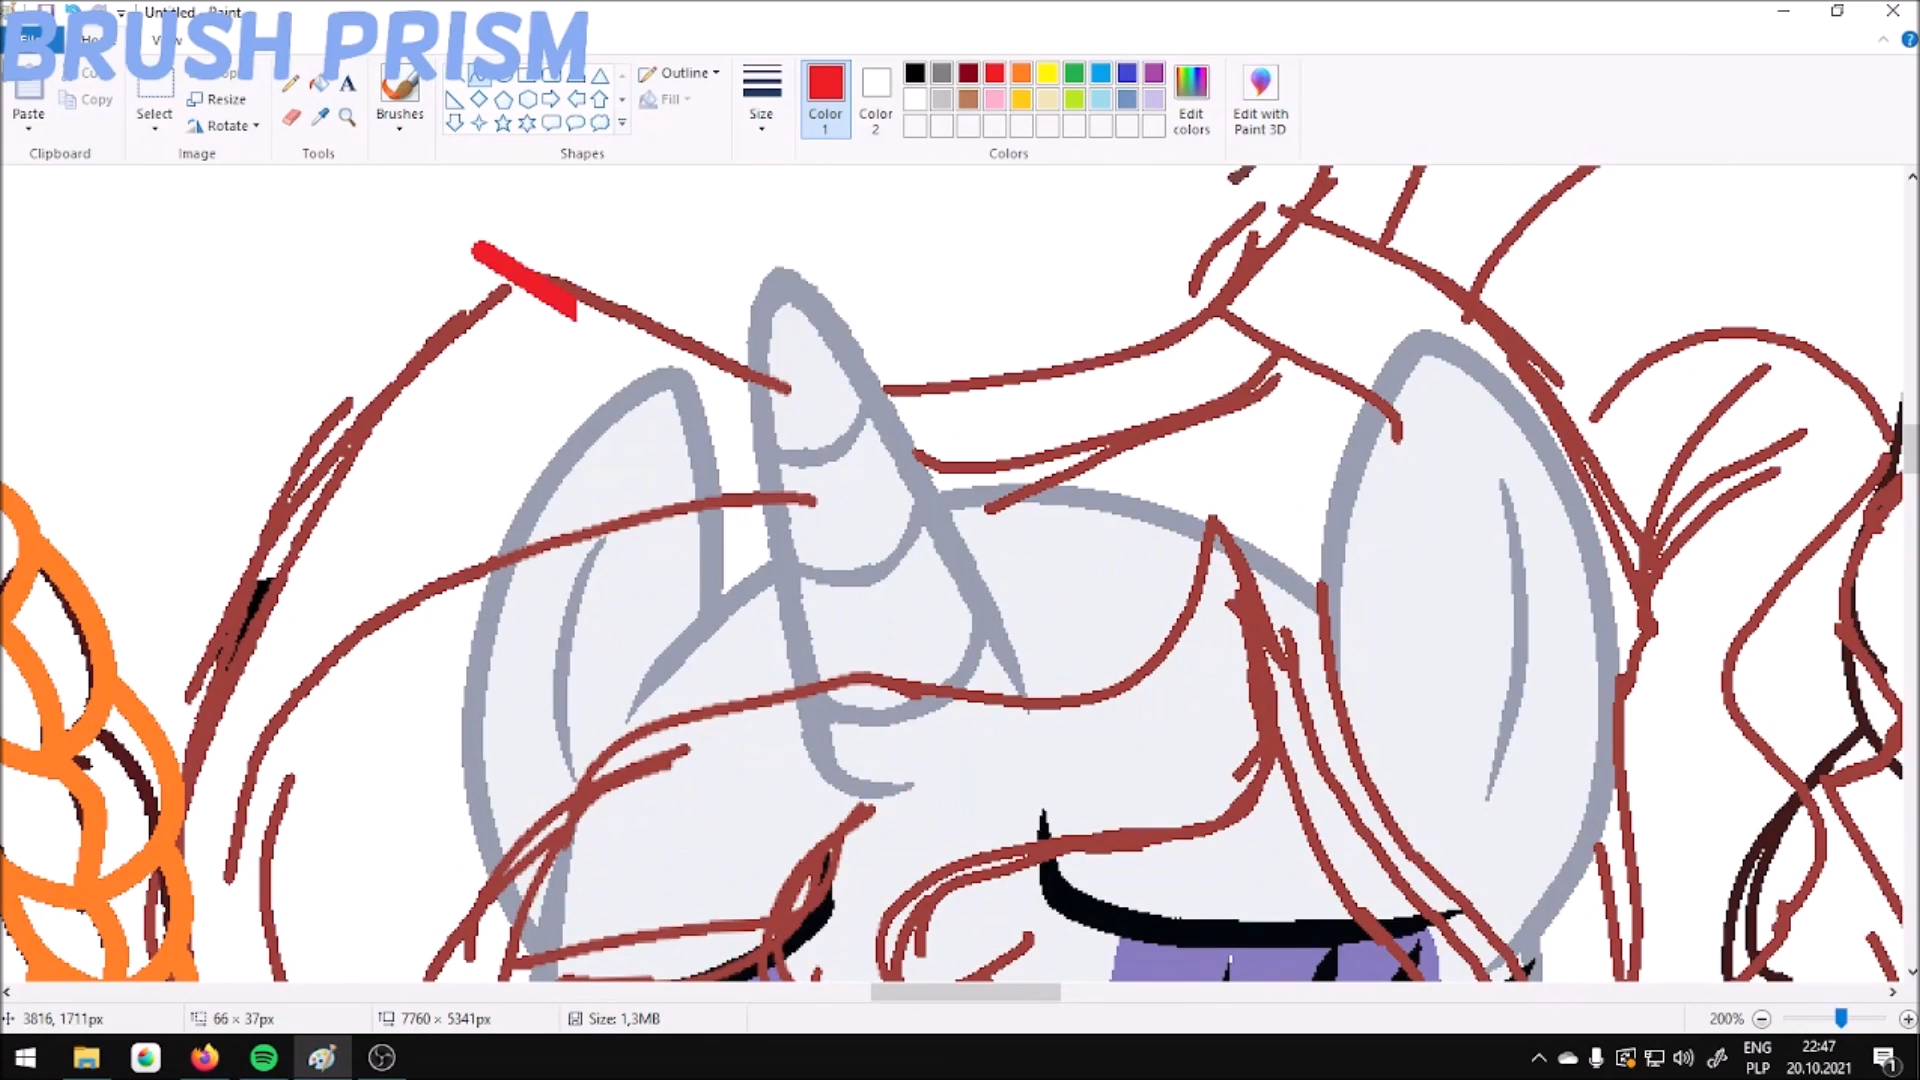 Untitled - Paint
BRUSH PRISM
Paste
Copy
Clipboard
Select
Resize
Rotate
Image
Tools
Brushes
Shapes
Outline
Fill
Size
Color
1
Color
2
Colors
Edit
colors
Edit with
Paint 3D
3816, 1711px
66 × 37px
7760 × 5341px
Size: 1,3MB
200%
ENG
PLP
22:47
20.10.2021
1